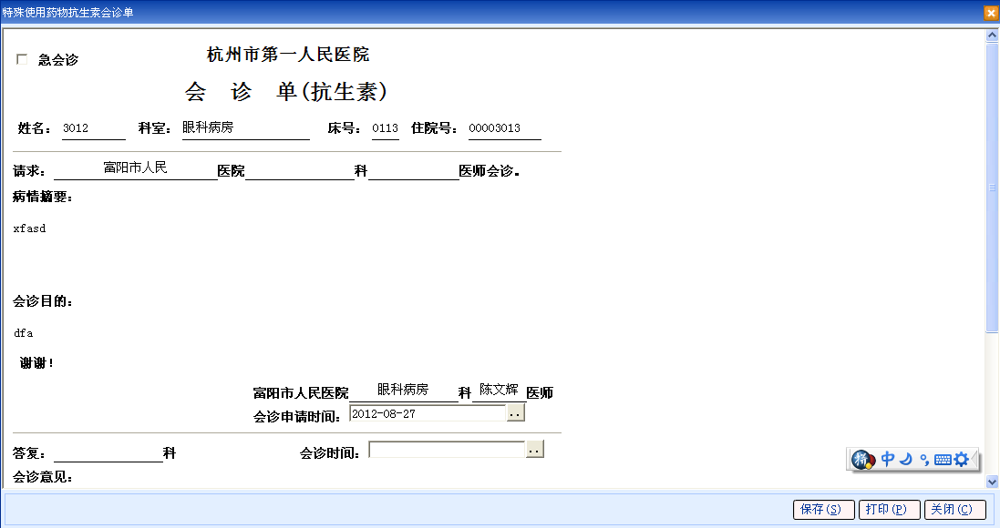 特殊使用药物抗生素会诊单
急会诊
杭州市第一人民医院
会 诊 单(抗生素)
姓名: 3012 科室: 眼科病房 床号: 0113 住院号: 00003013
请求: 富阳市人民 医院 科 医师会诊。
病情摘要:
xfasd
会诊目的:
dfa
谢谢!
富阳市人民医院 眼科病房 科 陈文辉 医师
会诊申请时间: 2012-08-27 ..
答复: 科 会诊时间: ..
会诊意见:
拼 中 °,
保存(S) 打印(P) 关闭(C)